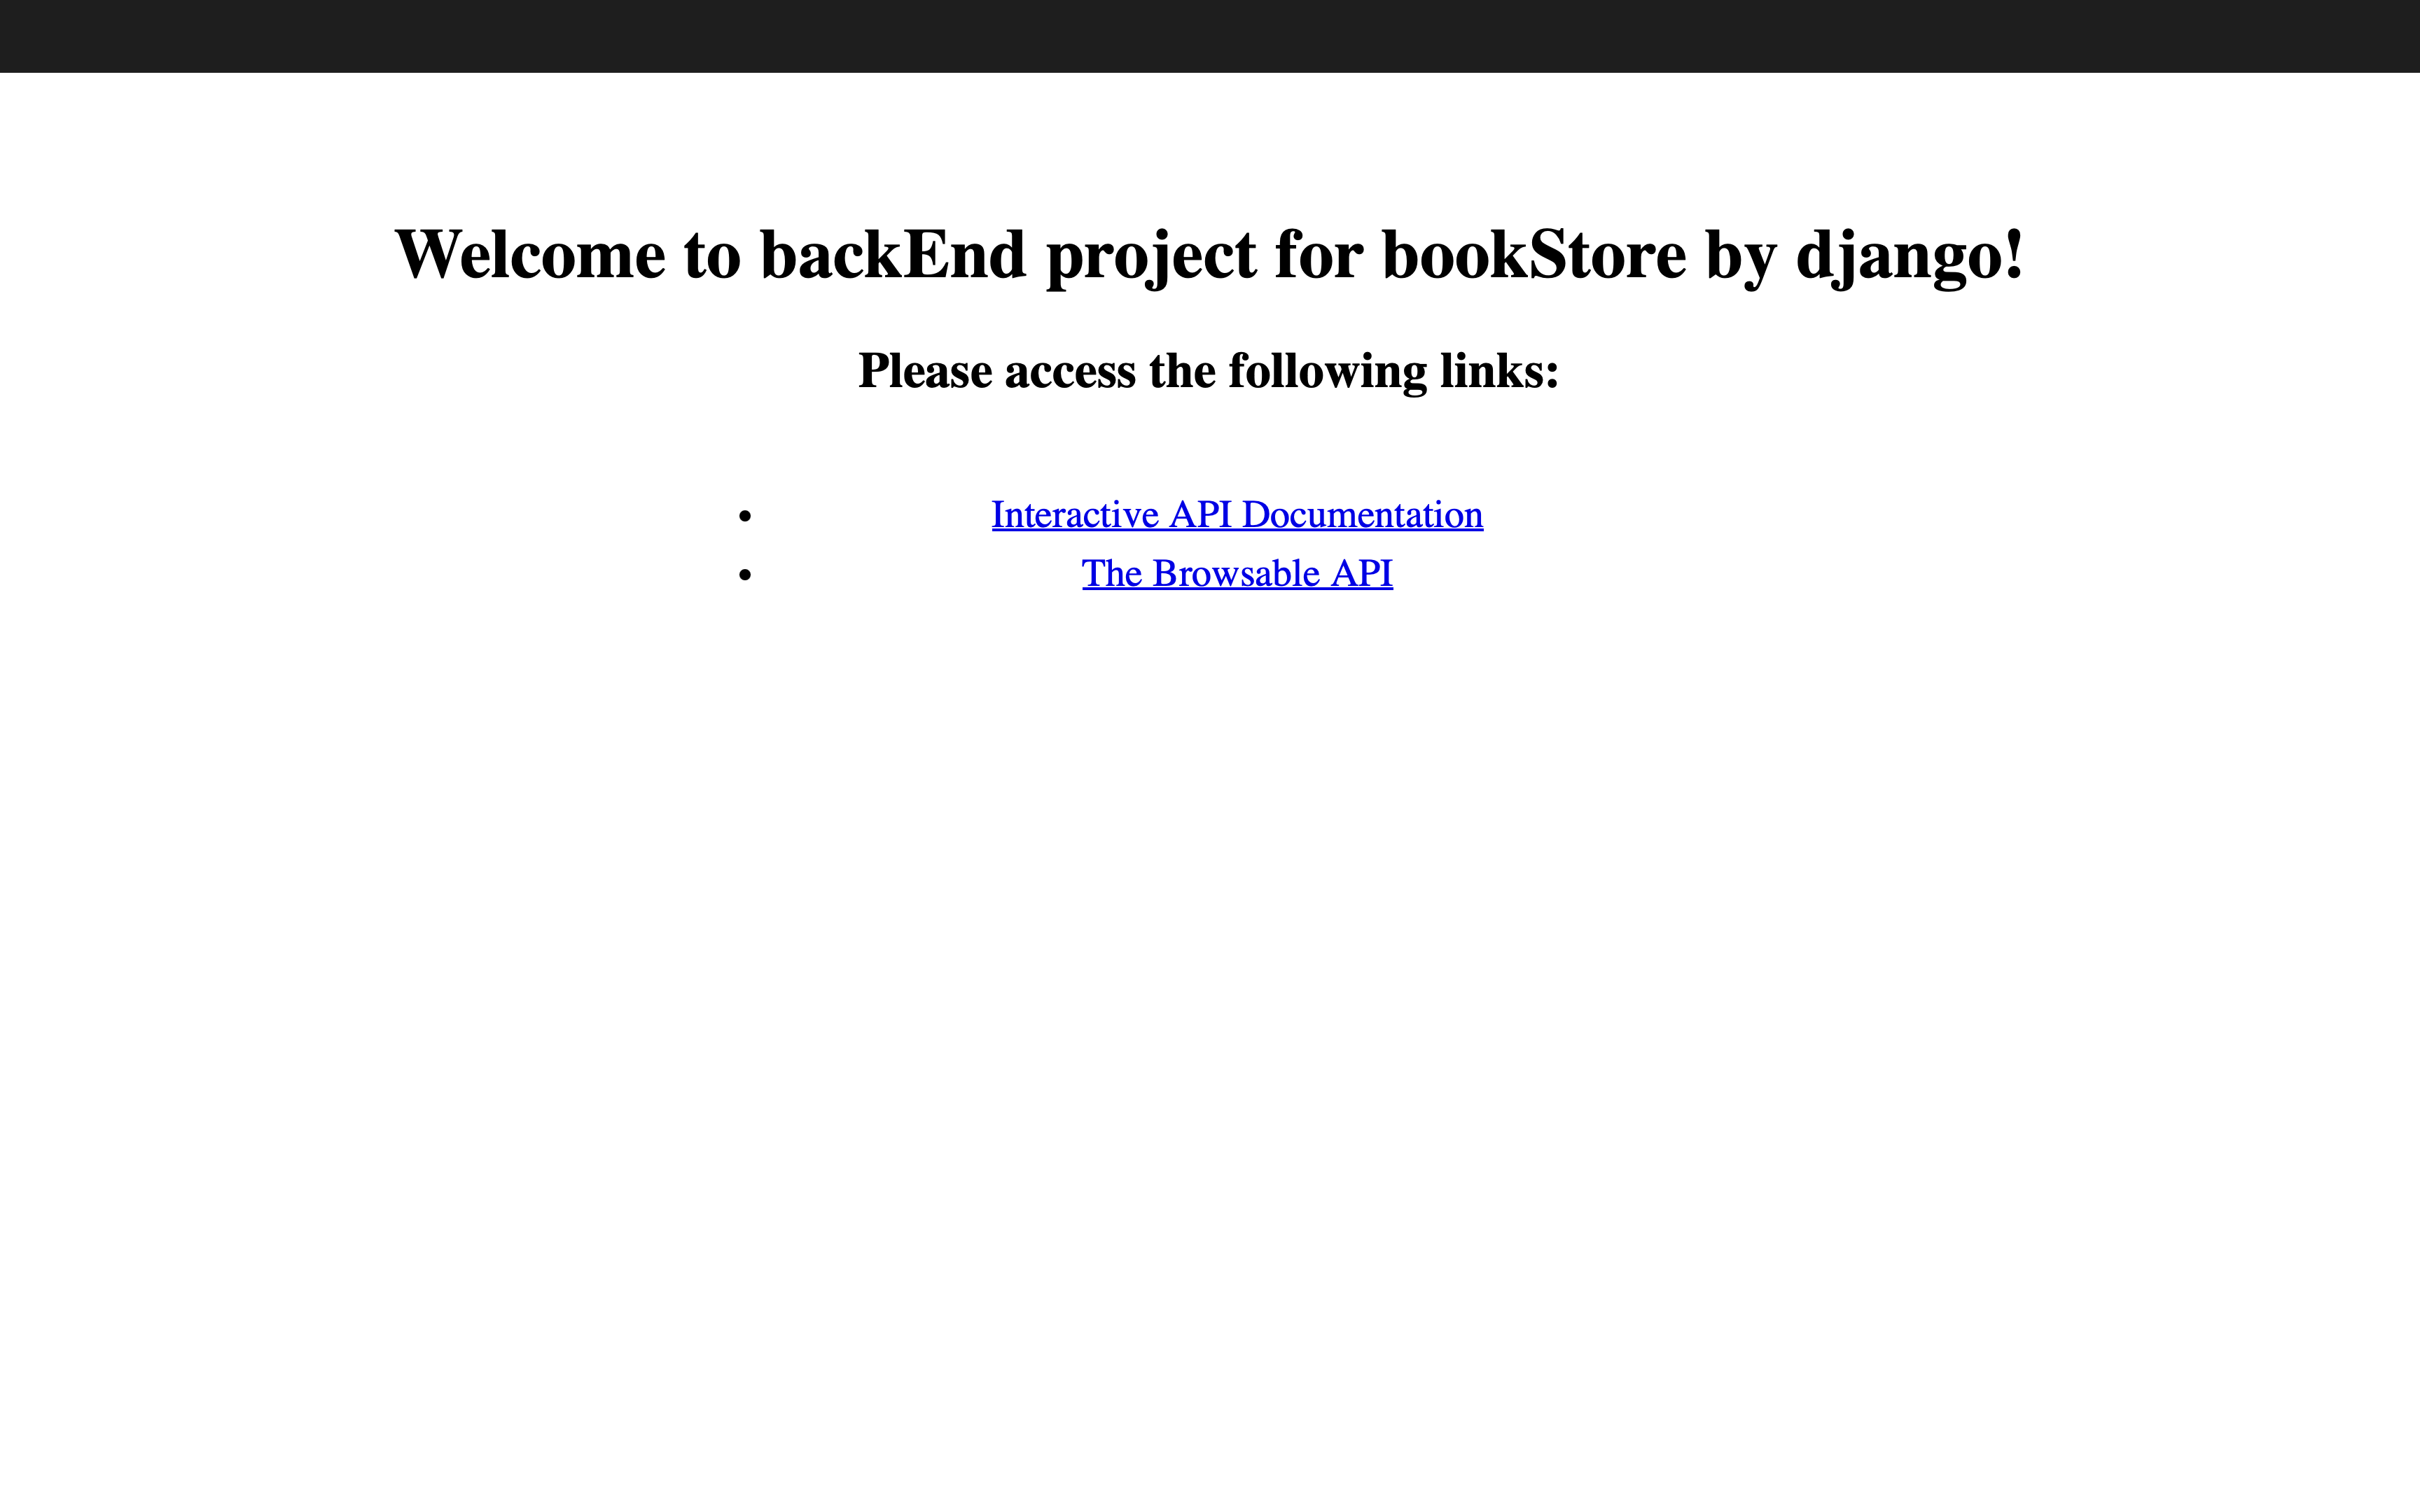 Welcome to backEnd project for bookStore by django!
Please access the following links:
• Interactive API Documentation
• The Browsable API